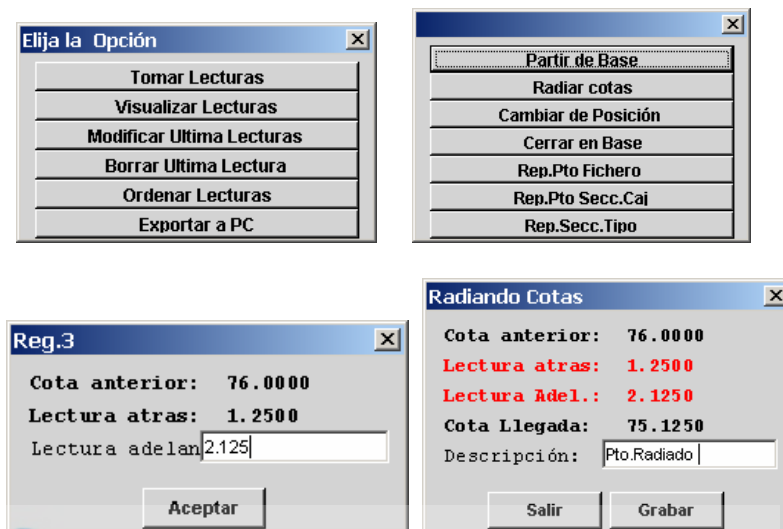 Elija la Opción
Tomar Lecturas
Visualizar Lecturas
Modificar Ultima Lecturas
Borrar Ultima Lectura
Ordenar Lecturas
Exportar a PC
Partir de Base
Radiar cotas
Cambiar de Posición
Cerrar en Base
Rep.Pto Fichero
Rep.Pto Secc.Caj
Rep.Secc.Tipo
Reg.3
Cota anterior: 76.0000
Lectura atras: 1.2500
Lectura adelan 2.125
Aceptar
Radiando Cotas
Cota anterior: 76.0000
Lectura atras: 1.2500
Lectura Adel.: 2.1250
Cota Llegada: 75.1250
Descripción: Pto.Radiado
Salir Grabar